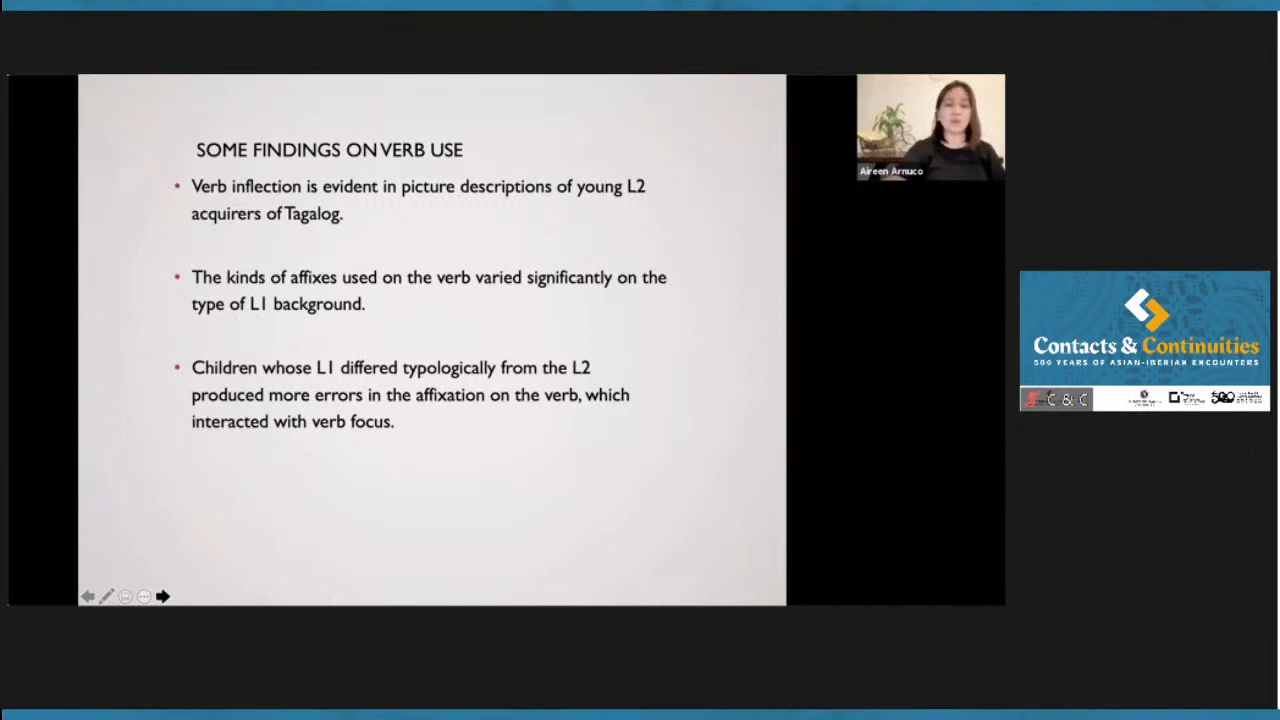 SOME FINDINGS ON VERB USE
• Verb inflection is evident in picture descriptions of young L2
acquirers of Tagalog.
• The kinds of affixes used on the verb varied significantly on the
type of L1 background.
• Children whose L1 differed typologically from the L2
produced more errors in the affixation on the verb, which
interacted with verb focus.
Aireen Arnuco
Contacts & Continuities
500 YEARS OF ASIAN-IBERIAN ENCOUNTERS
C & C